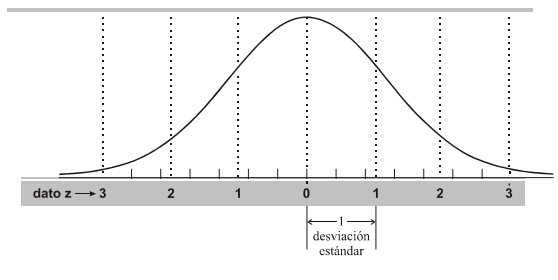 dato z → 3 2 1 0 1 2 3
1
desviación
estándar